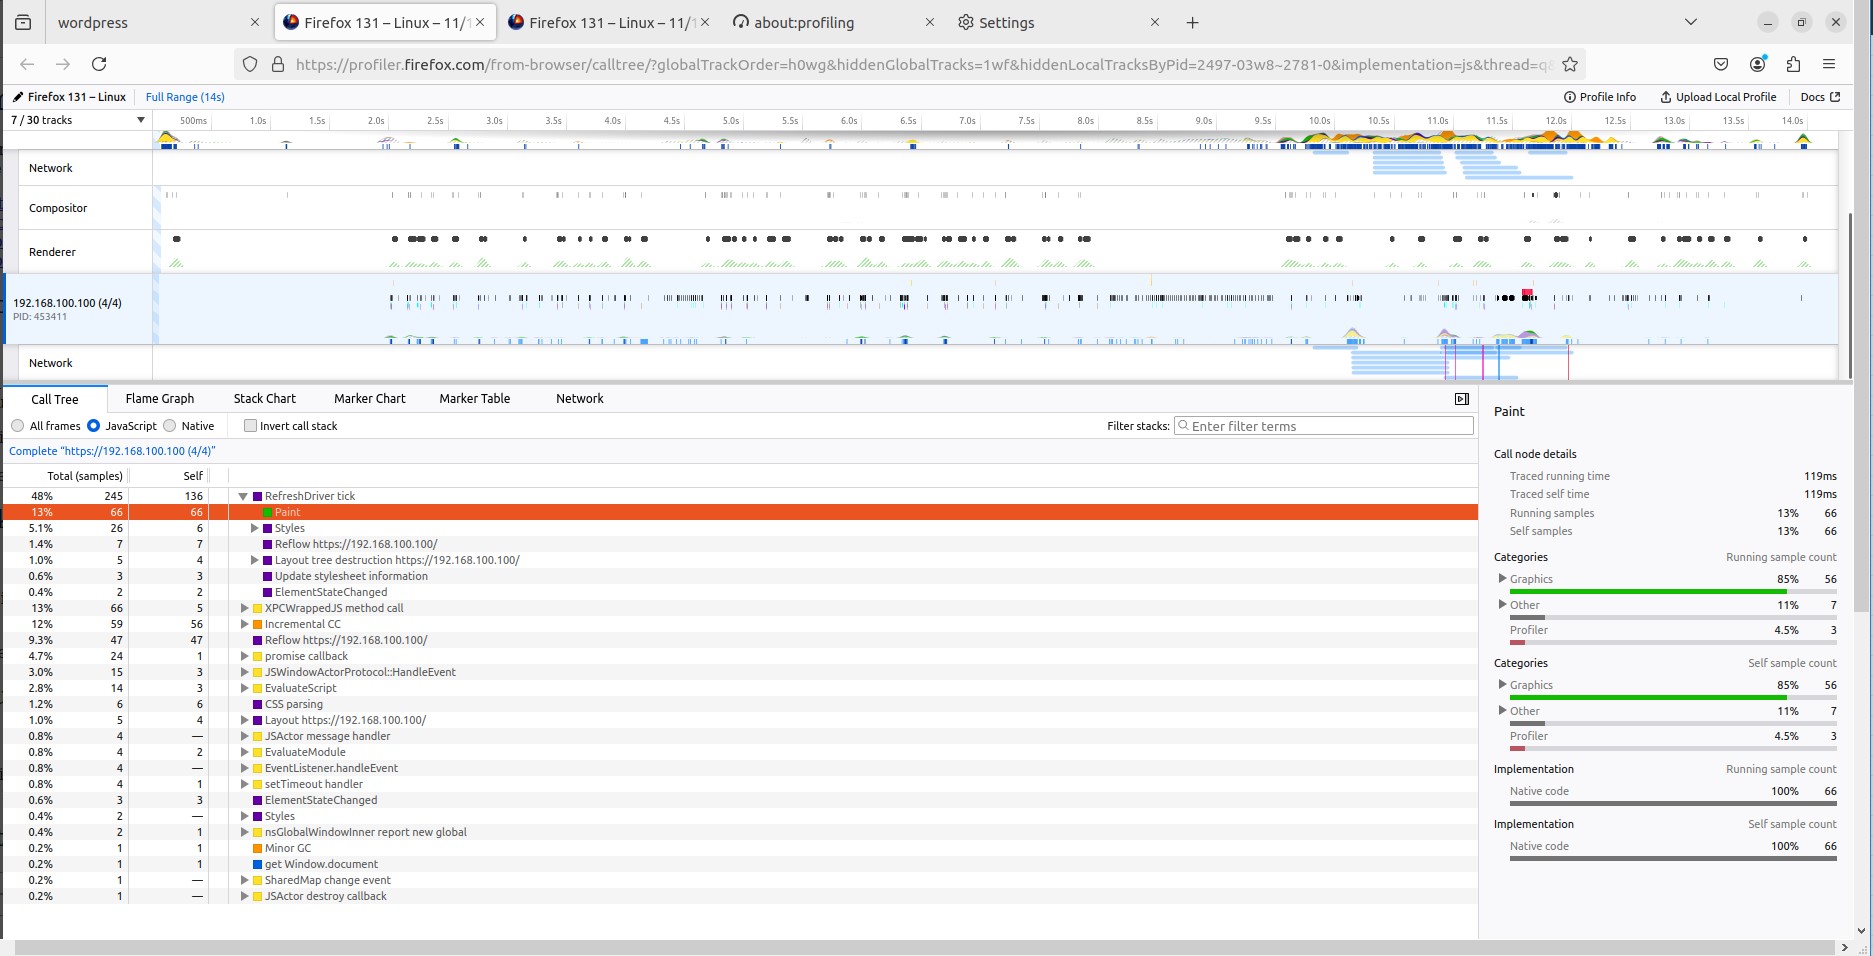 wordpress
Firefox 131 – Linux – 11/1
Firefox 131 – Linux – 11/1
about:profiling
Settings
https://profiler.firefox.com/from-browser/calltree/?globalTrackOrder=h0wg&hiddenGlobalTracks=1wf&hiddenLocalTracksByPid=2497-03w8~2781-0&implementation=js&thread=q
Firefox 131 – Linux
Full Range (14s)
Profile Info
Upload Local Profile
Docs
7 / 30 tracks
500ms 1.0s 1.5s 2.0s 2.5s 3.0s 3.5s 4.0s 4.5s 5.0s 5.5s 6.0s 6.5s 7.0s 7.5s 8.0s 8.5s 9.0s 9.5s 10.0s 10.5s 11.0s 11.5s 12.0s 12.5s 13.0s 13.5s 14.0s
Network
Compositor
Renderer
192.168.100.100 (4/4)
PID: 453411
Network
Call Tree Flame Graph Stack Chart Marker Chart Marker Table Network
All frames JavaScript Native Invert call stack Filter stacks: Enter filter terms
Complete “https://192.168.100.100 (4/4)”
Total (samples) Self
48% 245 136 RefreshDriver tick
13% 66 66 Paint
5.1% 26 6 Styles
1.4% 7 7 Reflow https://192.168.100.100/
1.0% 5 4 Layout tree destruction https://192.168.100.100/
0.6% 3 3 Update stylesheet information
0.4% 2 2 ElementStateChanged
13% 66 5 XPCWrappedJS method call
12% 59 56 Incremental CC
9.3% 47 47 Reflow https://192.168.100.100/
4.7% 24 1 promise callback
3.0% 15 3 JSWindowActorProtocol::HandleEvent
2.8% 14 3 EvaluateScript
1.2% 6 6 CSS parsing
1.0% 5 4 Layout https://192.168.100.100/
0.8% 4 — JSActor message handler
0.8% 4 2 EvaluateModule
0.8% 4 — EventListener.handleEvent
0.8% 4 1 setTimeout handler
0.6% 3 3 ElementStateChanged
0.4% 2 — Styles
0.4% 2 1 nsGlobalWindowInner report new global
0.2% 1 1 Minor GC
0.2% 1 1 get Window.document
0.2% 1 — SharedMap change event
0.2% 1 — JSActor destroy callback
Paint
Call node details
Traced running time 119ms
Traced self time 119ms
Running samples 13% 66
Self samples 13% 66
Categories Running sample count
Graphics 85% 56
Other 11% 7
Profiler 4.5% 3
Categories Self sample count
Graphics 85% 56
Other 11% 7
Profiler 4.5% 3
Implementation Running sample count
Native code 100% 66
Implementation Self sample count
Native code 100% 66